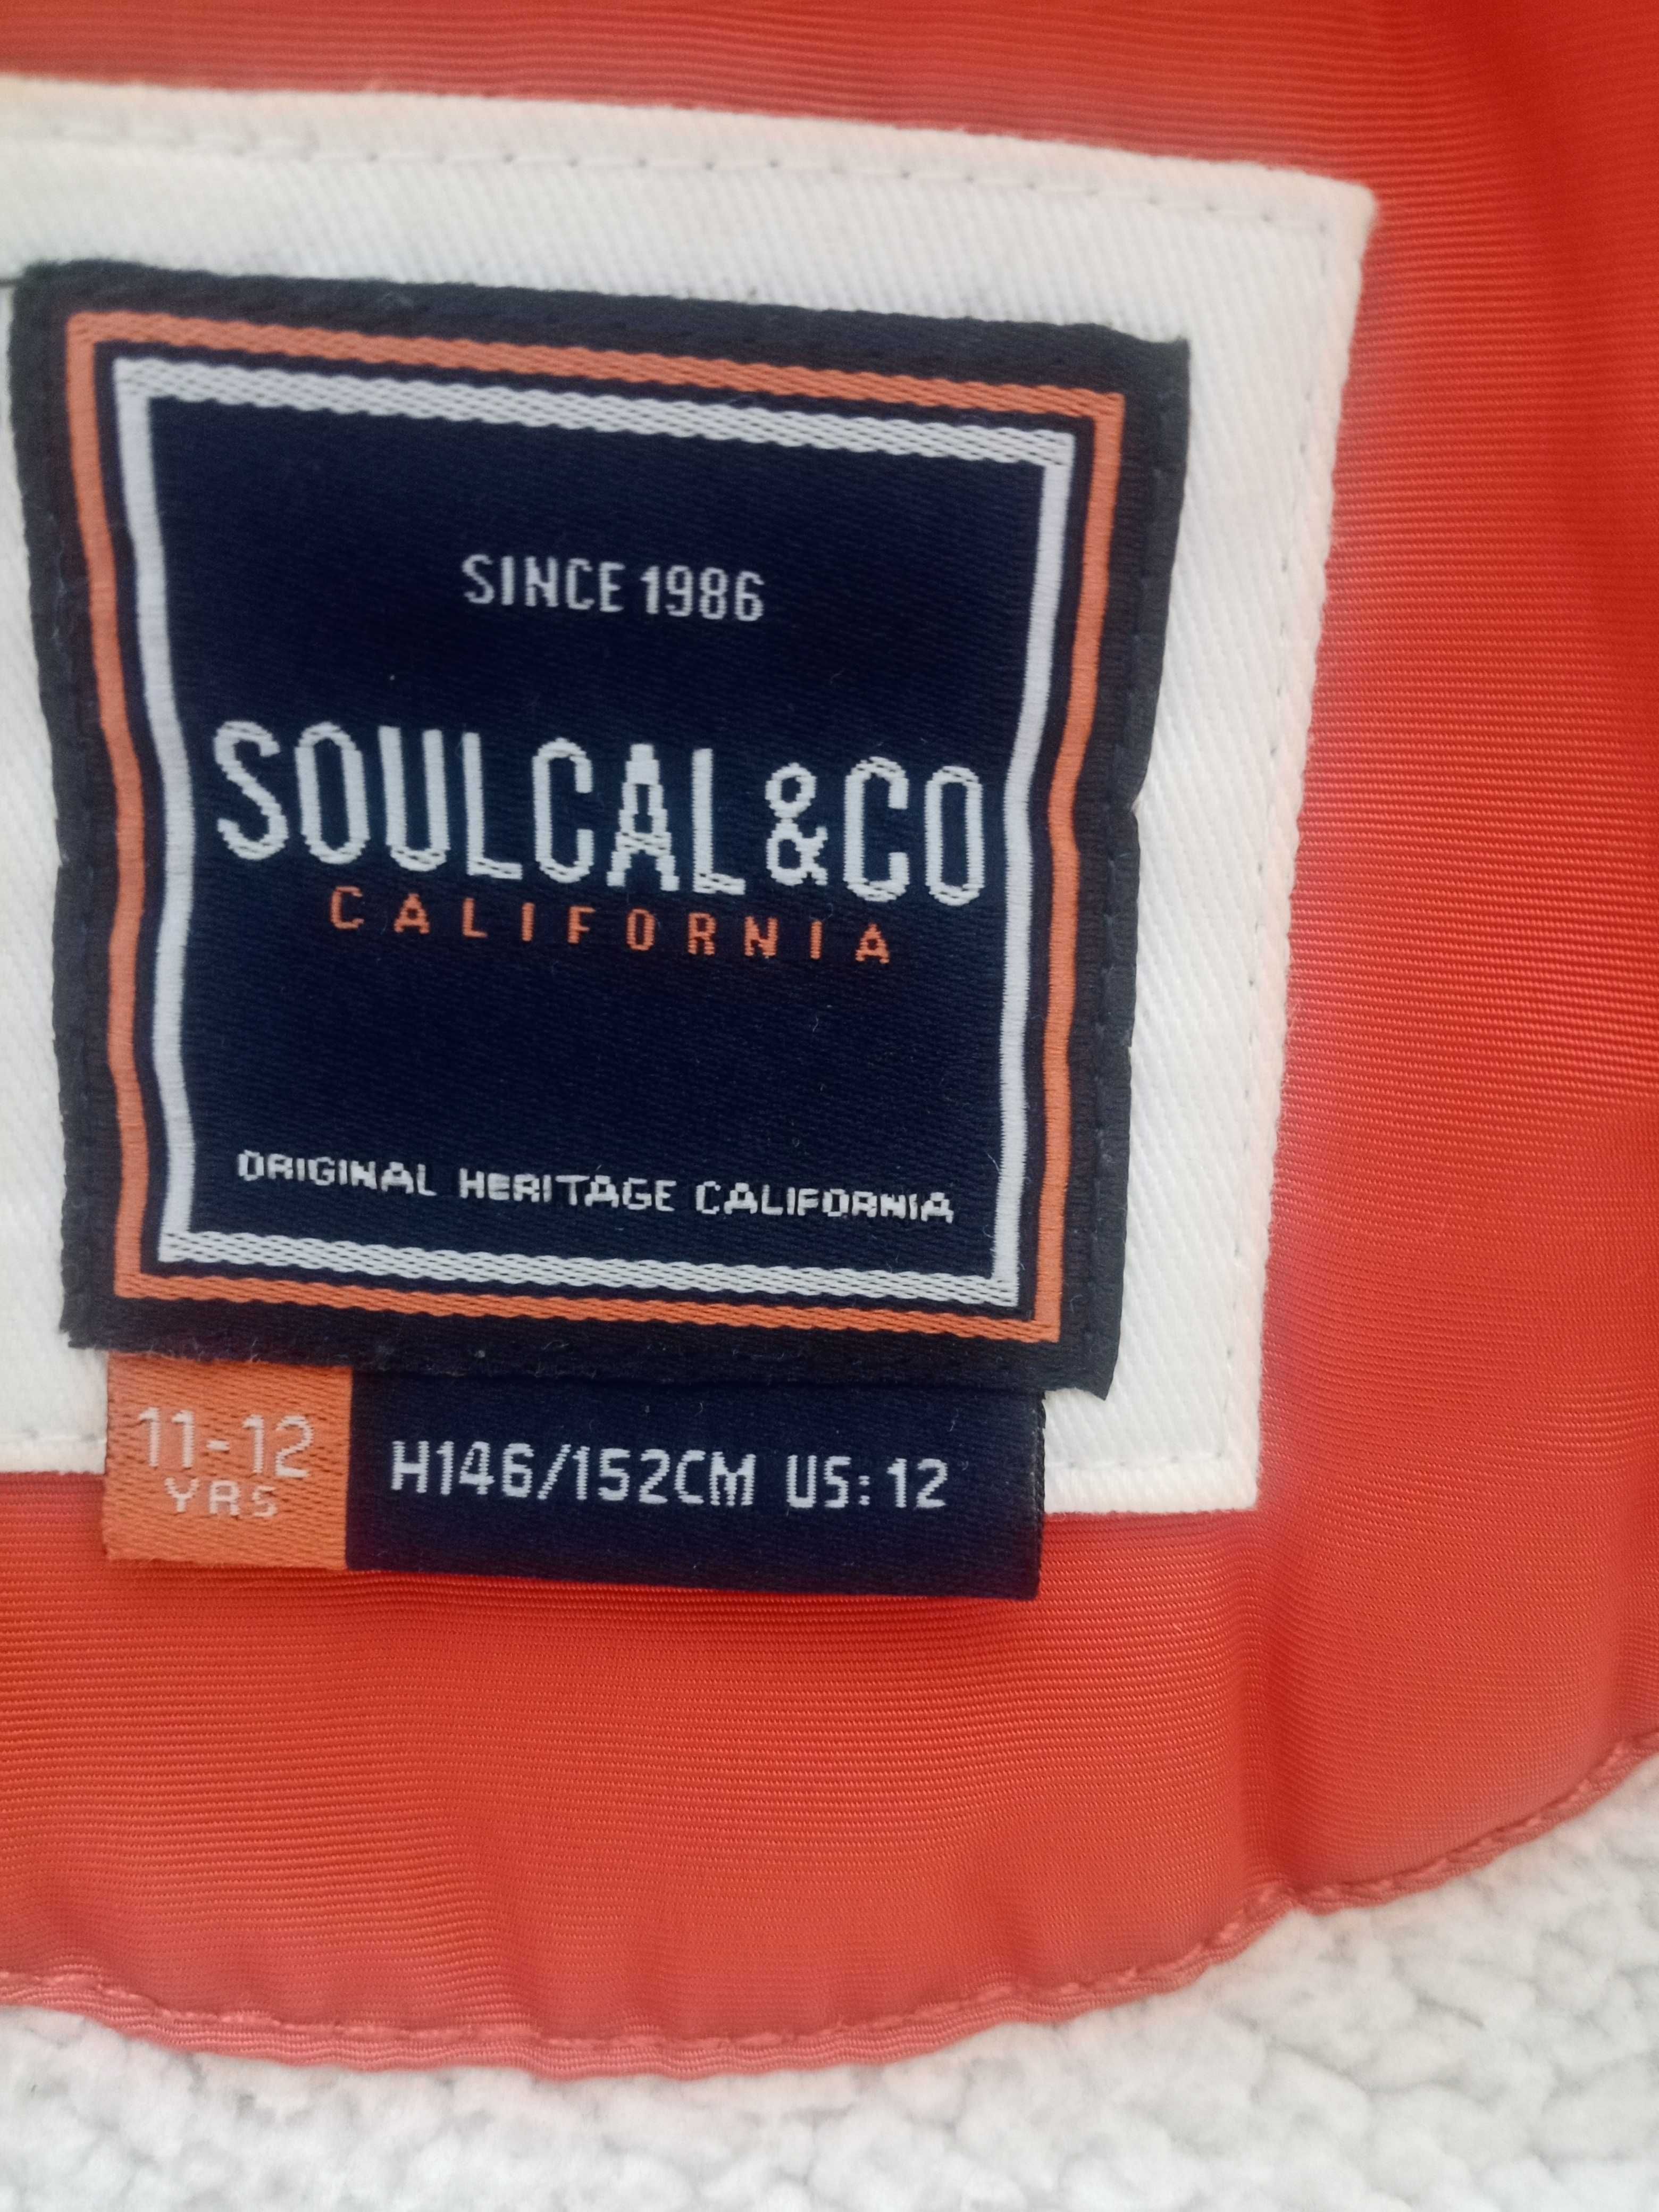 SINCE 1986
SOULCAL&CO
CALIFORNIA
ORIGINAL HERITAGE CALIFORNIA
11-12
YRS
H146/152CM US: 12